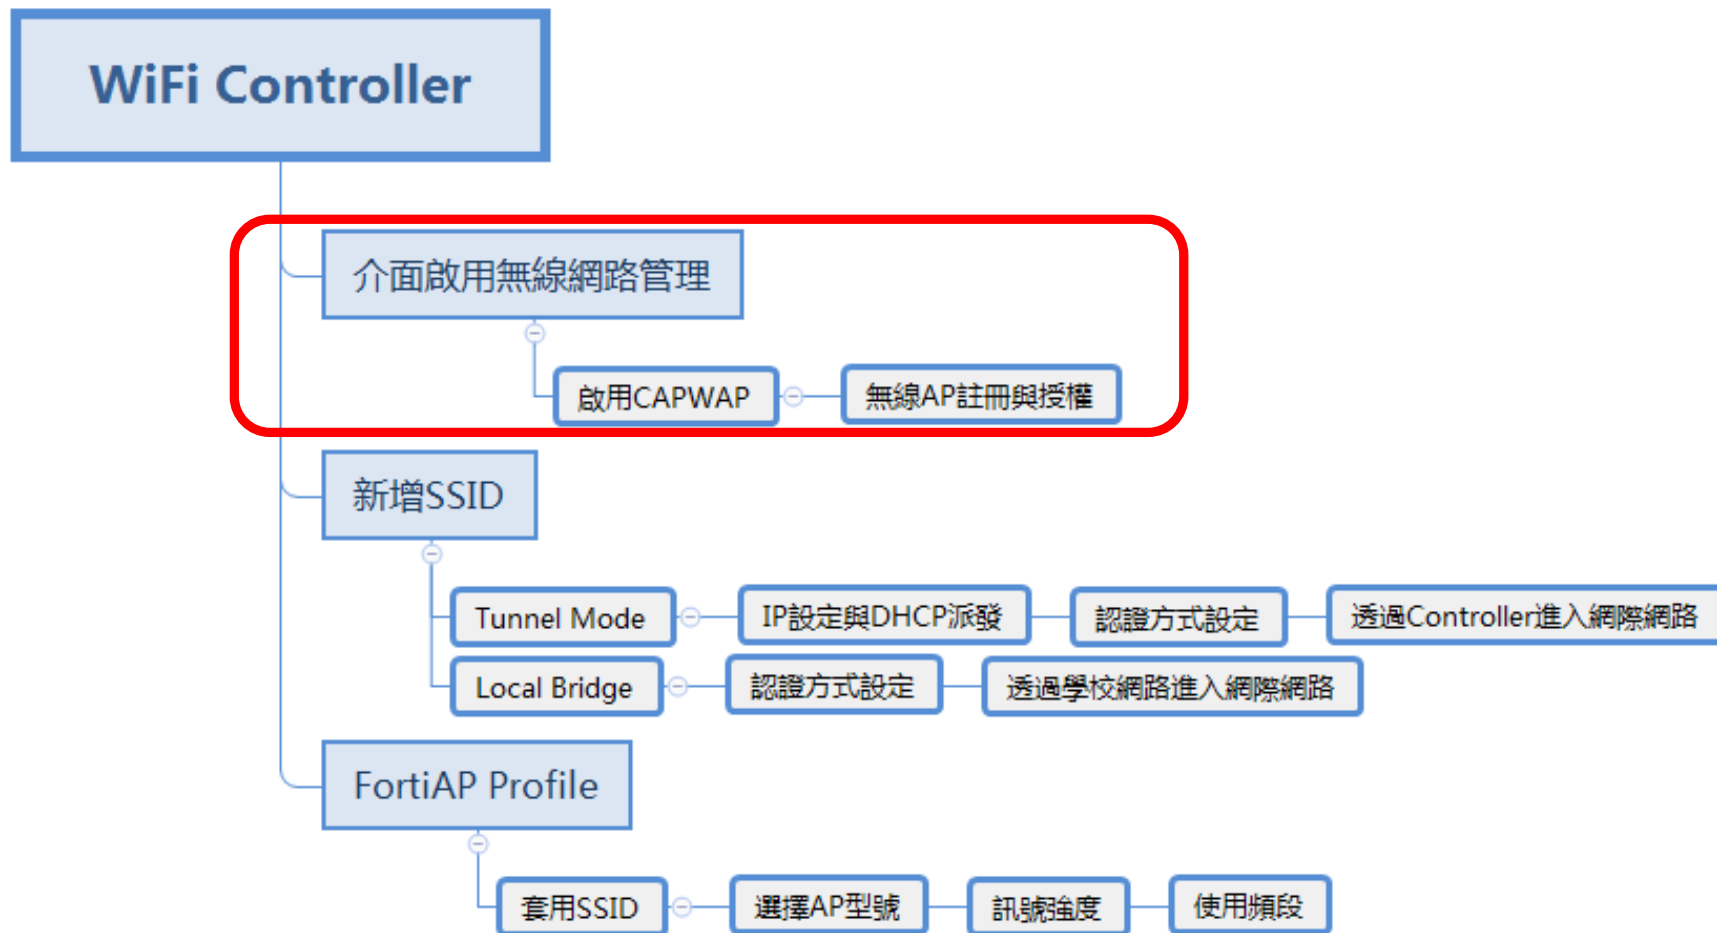 WiFi Controller
介面啟用無線網路管理
啟用CAPWAP
無線AP註冊與授權
新增SSID
Tunnel Mode
IP設定與DHCP派發
認證方式設定
透過Controller進入網際網路
Local Bridge
認證方式設定
透過學校網路進入網際網路
FortiAP Profile
套用SSID
選擇AP型號
訊號強度
使用頻段